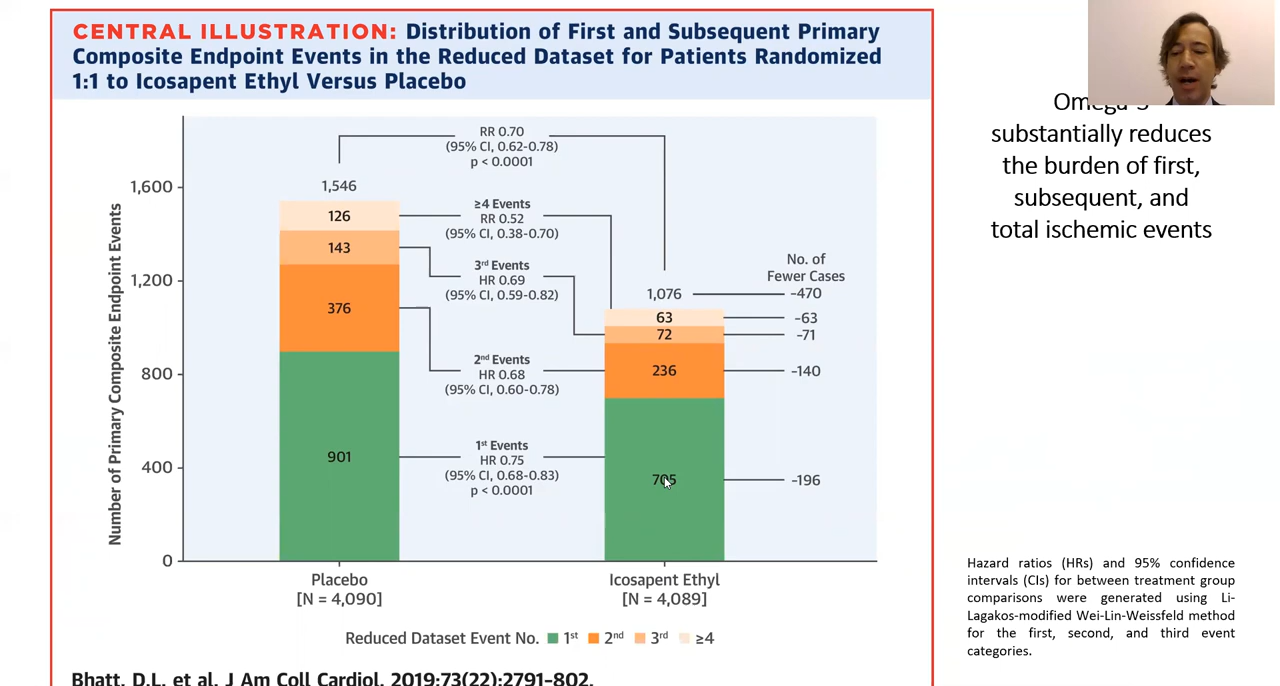 CENTRAL ILLUSTRATION: Distribution of First and Subsequent Primary
Composite Endpoint Events in the Reduced Dataset for Patients Randomized
1:1 to Icosapent Ethyl Versus Placebo
Omega-3
substantially reduces
the burden of first,
subsequent, and
total ischemic events
Number of Primary Composite Endpoint Events
1,600
1,200
800
400
0
1,546
126
143
376
901
RR 0.70
(95% CI, 0.62-0.78)
p < 0.0001
≥4 Events
RR 0.52
(95% CI, 0.38-0.70)
3rd Events
HR 0.69
(95% CI, 0.59-0.82)
2nd Events
HR 0.68
(95% CI, 0.60-0.78)
1st Events
HR 0.75
(95% CI, 0.68-0.83)
p < 0.0001
1,076
63
72
236
705
No. of
Fewer Cases
-470
-63
-71
-140
-196
Placebo
[N = 4,090]
Icosapent Ethyl
[N = 4,089]
Reduced Dataset Event No. 1st 2nd 3rd ≥4
Bhatt, D.L. et al. J Am Coll Cardiol. 2019;73(22):2791-802.
Hazard ratios (HRs) and 95% confidence
intervals (CIs) for between treatment group
comparisons were generated using Li-
Lagakos-modified Wei-Lin-Weissfeld method
for the first, second, and third event
categories.